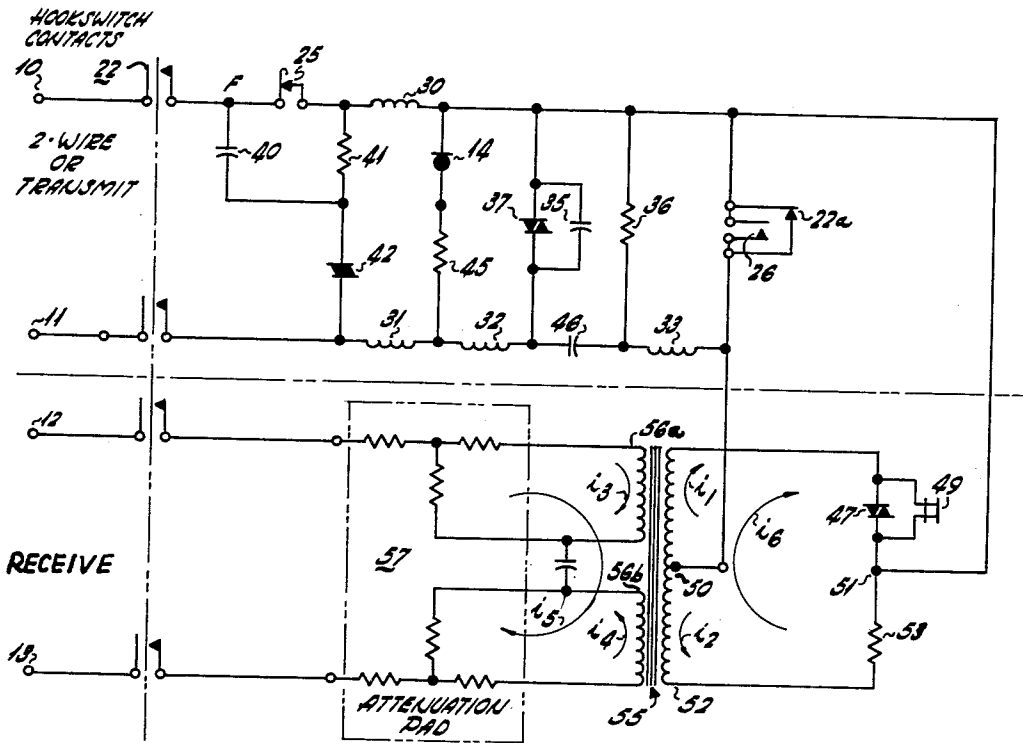 HOOKSWITCH
CONTACTS
10 22 F 25 30
2-WIRE
OR
TRANSMIT
40 41 14 37 35 36 22a
42 45 26
11 31 32 46 33
12 56a
i3 i1 47 49
i6
RECEIVE 57 56b 50 51
i5 i4 i2 53
13
ATTENUATION
PAD
55 52